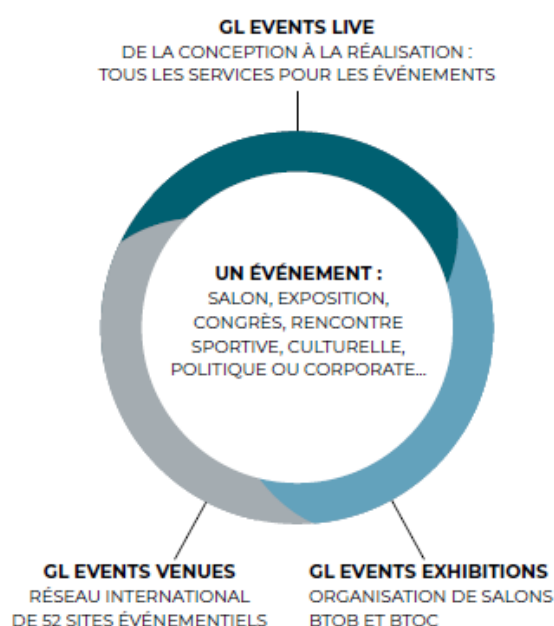 GL EVENTS LIVE
DE LA CONCEPTION À LA RÉALISATION :
TOUS LES SERVICES POUR LES ÉVÉNEMENTS
UN ÉVÉNEMENT :
SALON, EXPOSITION,
CONGRÈS, RENCONTRE
SPORTIVE, CULTURELLE,
POLITIQUE OU CORPORATE...
GL EVENTS VENUES
RÉSEAU INTERNATIONAL
DE 52 SITES ÉVÉNEMENTIELS
GL EVENTS EXHIBITIONS
ORGANISATION DE SALONS
BTOB ET BTOC